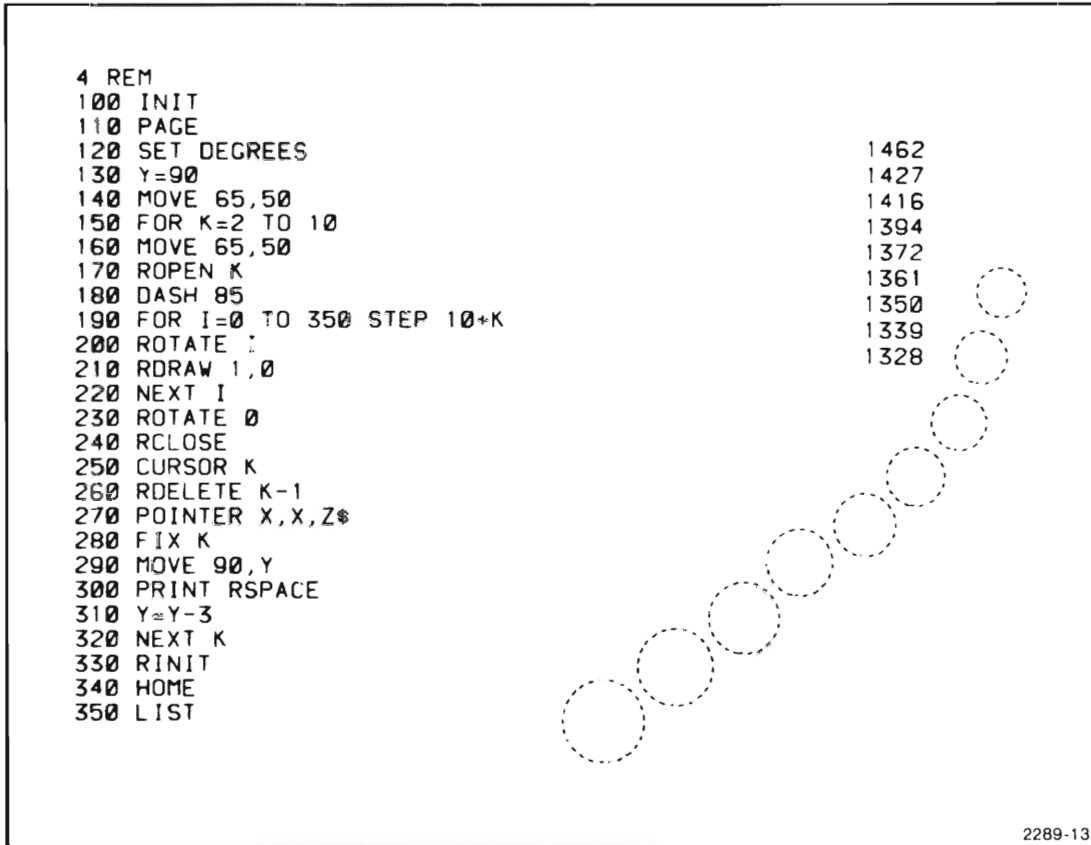 4 REM
100 INIT
110 PAGE
120 SET DEGREES
130 Y=90
140 MOVE 65,50
150 FOR K=2 TO 10
160 MOVE 65,50
170 ROPEN K
180 DASH 85
190 FOR I=0 TO 350 STEP 10+K
200 ROTATE I
210 RDRAW 1,0
220 NEXT I
230 ROTATE 0
240 RCLOSE
250 CURSOR K
260 RDELETE K-1
270 POINTER X,X,Z$
280 FIX K
290 MOVE 90,Y
300 PRINT RSPACE
310 Y=Y-3
320 NEXT K
330 RINIT
340 HOME
350 LIST
1462
1427
1416
1394
1372
1361
1350
1339
1328
2289-13